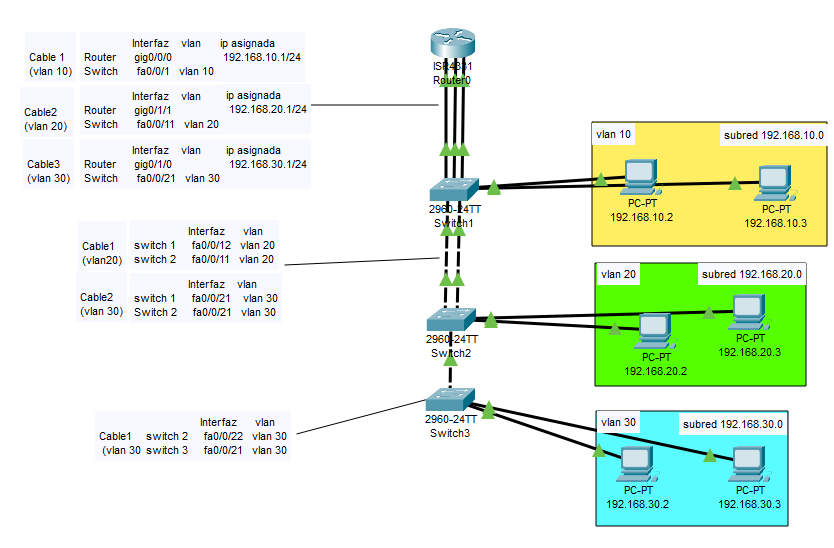 Interfaz vlan ip asignada
Cable 1 Router gig0/0/0 192.168.10.1/24
(vlan 10) Switch fa0/0/1 vlan 10
Interfaz vlan ip asignada
Cable2 Router gig0/1/1 192.168.20.1/24
(vlan 20) Switch fa0/0/11 vlan 20
Interfaz vlan ip asignada
Cable3 Router gig0/1/0 192.168.30.1/24
(vlan 30) Switch fa0/0/21 vlan 30
ISR4331
Router0
vlan 10 subred 192.168.10.0
PC-PT
192.168.10.2
PC-PT
192.168.10.3
2960-24TT
Switch1
Interfaz vlan
Cable1 switch 1 fa0/0/12 vlan 20
(vlan20) switch 2 fa0/0/11 vlan 20
Interfaz vlan
Cable2 switch 1 fa0/0/21 vlan 30
(vlan 30) Switch 2 fa0/0/21 vlan 30
vlan 20 subred 192.168.20.0
PC-PT
192.168.20.2
PC-PT
192.168.20.3
2960-24TT
Switch2
2960-24TT
Switch3
Interfaz vlan
Cable1 switch 2 fa0/0/22 vlan 30
(vlan 30 switch 3 fa0/0/21 vlan 30
vlan 30 subred 192.168.30.0
PC-PT
192.168.30.2
PC-PT
192.168.30.3